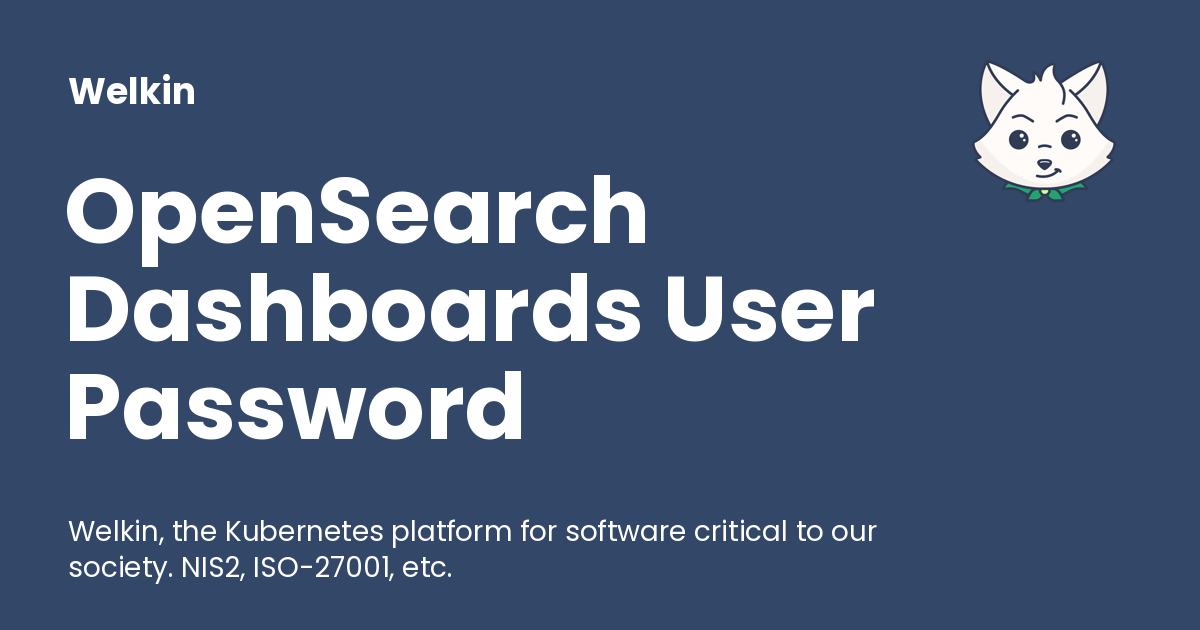 Welkin
OpenSearch
Dashboards User
Password
Welkin, the Kubernetes platform for software critical to our
society. NIS2, ISO-27001, etc.